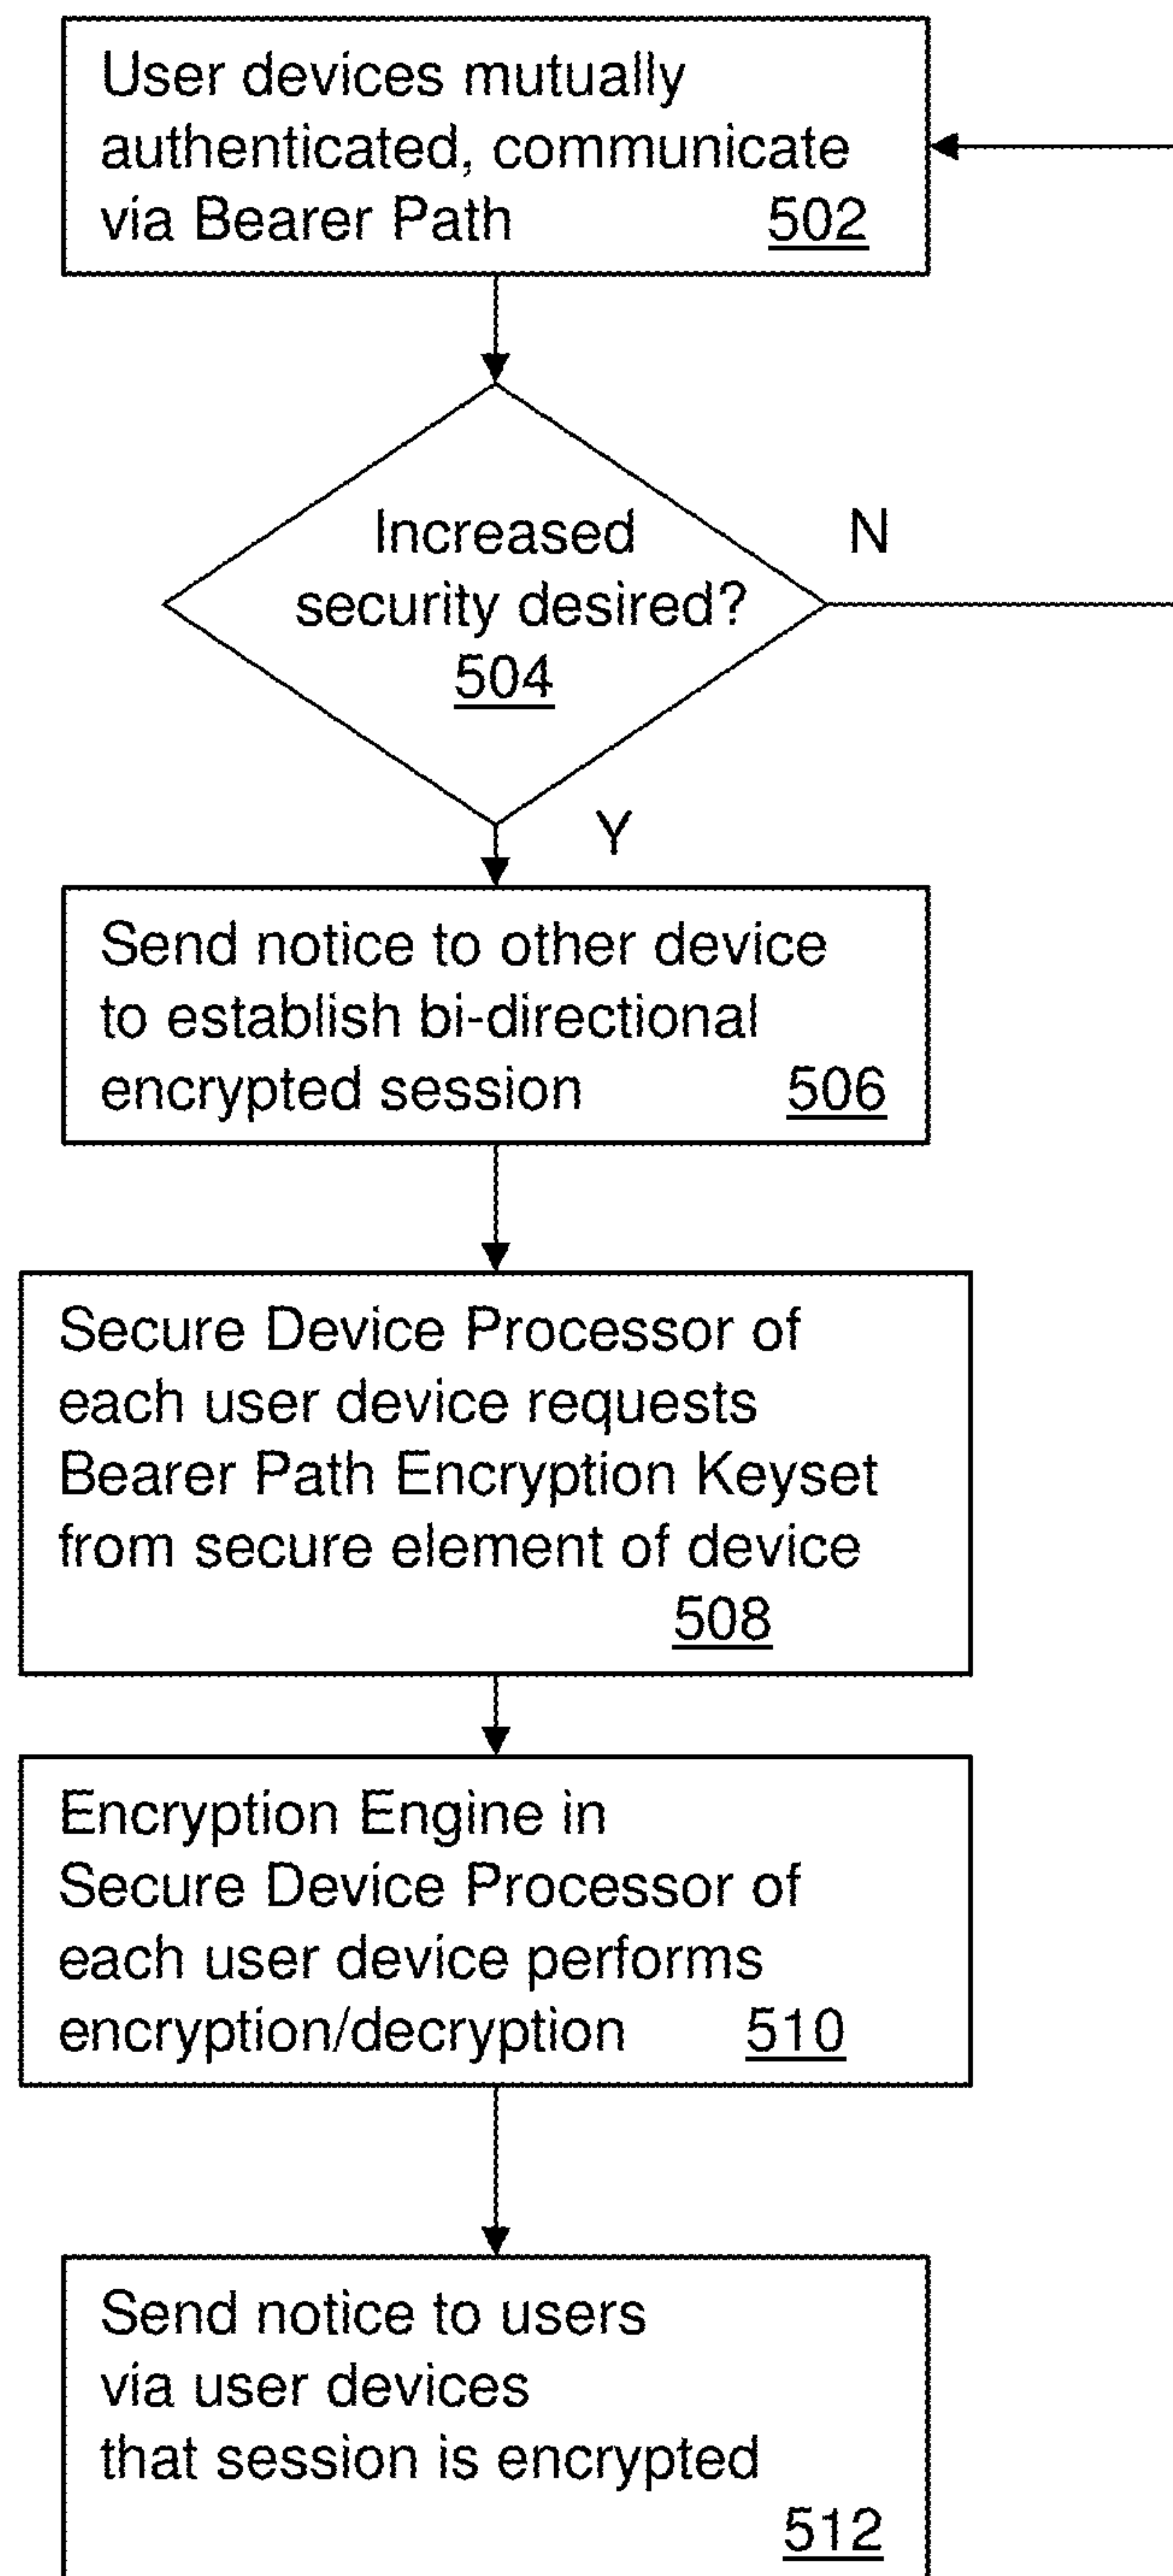 User devices mutually
authenticated, communicate
via Bearer Path 502
Increased
security desired?
504
N
Y
Send notice to other device
to establish bi-directional
encrypted session 506
Secure Device Processor of
each user device requests
Bearer Path Encryption Keyset
from secure element of device
508
Encryption Engine in
Secure Device Processor of
each user device performs
encryption/decryption 510
Send notice to users
via user devices
that session is encrypted
512